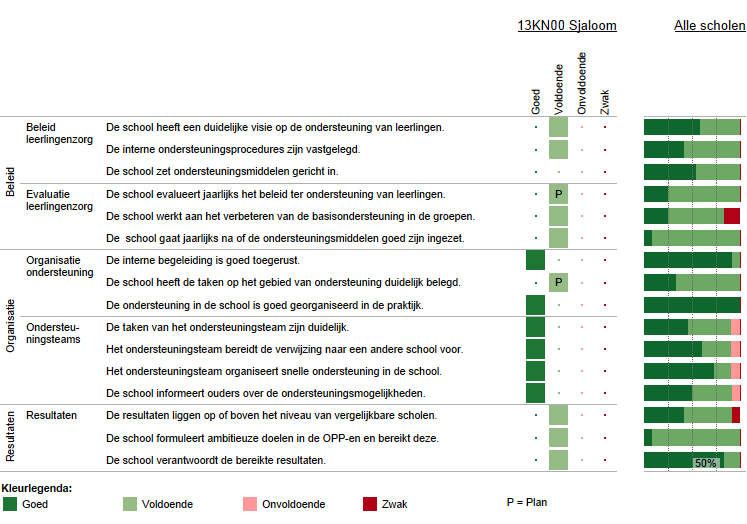 13KN00 Sjaloom Alle scholen
Goed Voldoende Onvoldoende Zwak
Beleid
Beleid leerlingenzorg
De school heeft een duidelijke visie op de ondersteuning van leerlingen.
De interne ondersteuningsprocedures zijn vastgelegd.
De school zet ondersteuningsmiddelen gericht in.
Evaluatie leerlingenzorg
De school evalueert jaarlijks het beleid ter ondersteuning van leerlingen. P
De school werkt aan het verbeteren van de basisondersteuning in de groepen.
De school gaat jaarlijks na of de ondersteuningsmiddelen goed zijn ingezet.
Organisatie
Organisatie ondersteuning
De interne begeleiding is goed toegerust.
De school heeft de taken op het gebied van ondersteuning duidelijk belegd. P
De ondersteuning in de school is goed georganiseerd in de praktijk.
Ondersteu-
ningsteams
De taken van het ondersteuningsteam zijn duidelijk.
Het ondersteuningsteam bereidt de verwijzing naar een andere school voor.
Het ondersteuningsteam organiseert snelle ondersteuning in de school.
De school informeert ouders over de ondersteuningsmogelijkheden.
Resultaten
Resultaten
De resultaten liggen op of boven het niveau van vergelijkbare scholen.
De school formuleert ambitieuze doelen in de OPP-en en bereikt deze.
De school verantwoordt de bereikte resultaten. 50%
Kleurlegenda:
Goed Voldoende Onvoldoende Zwak P = Plan